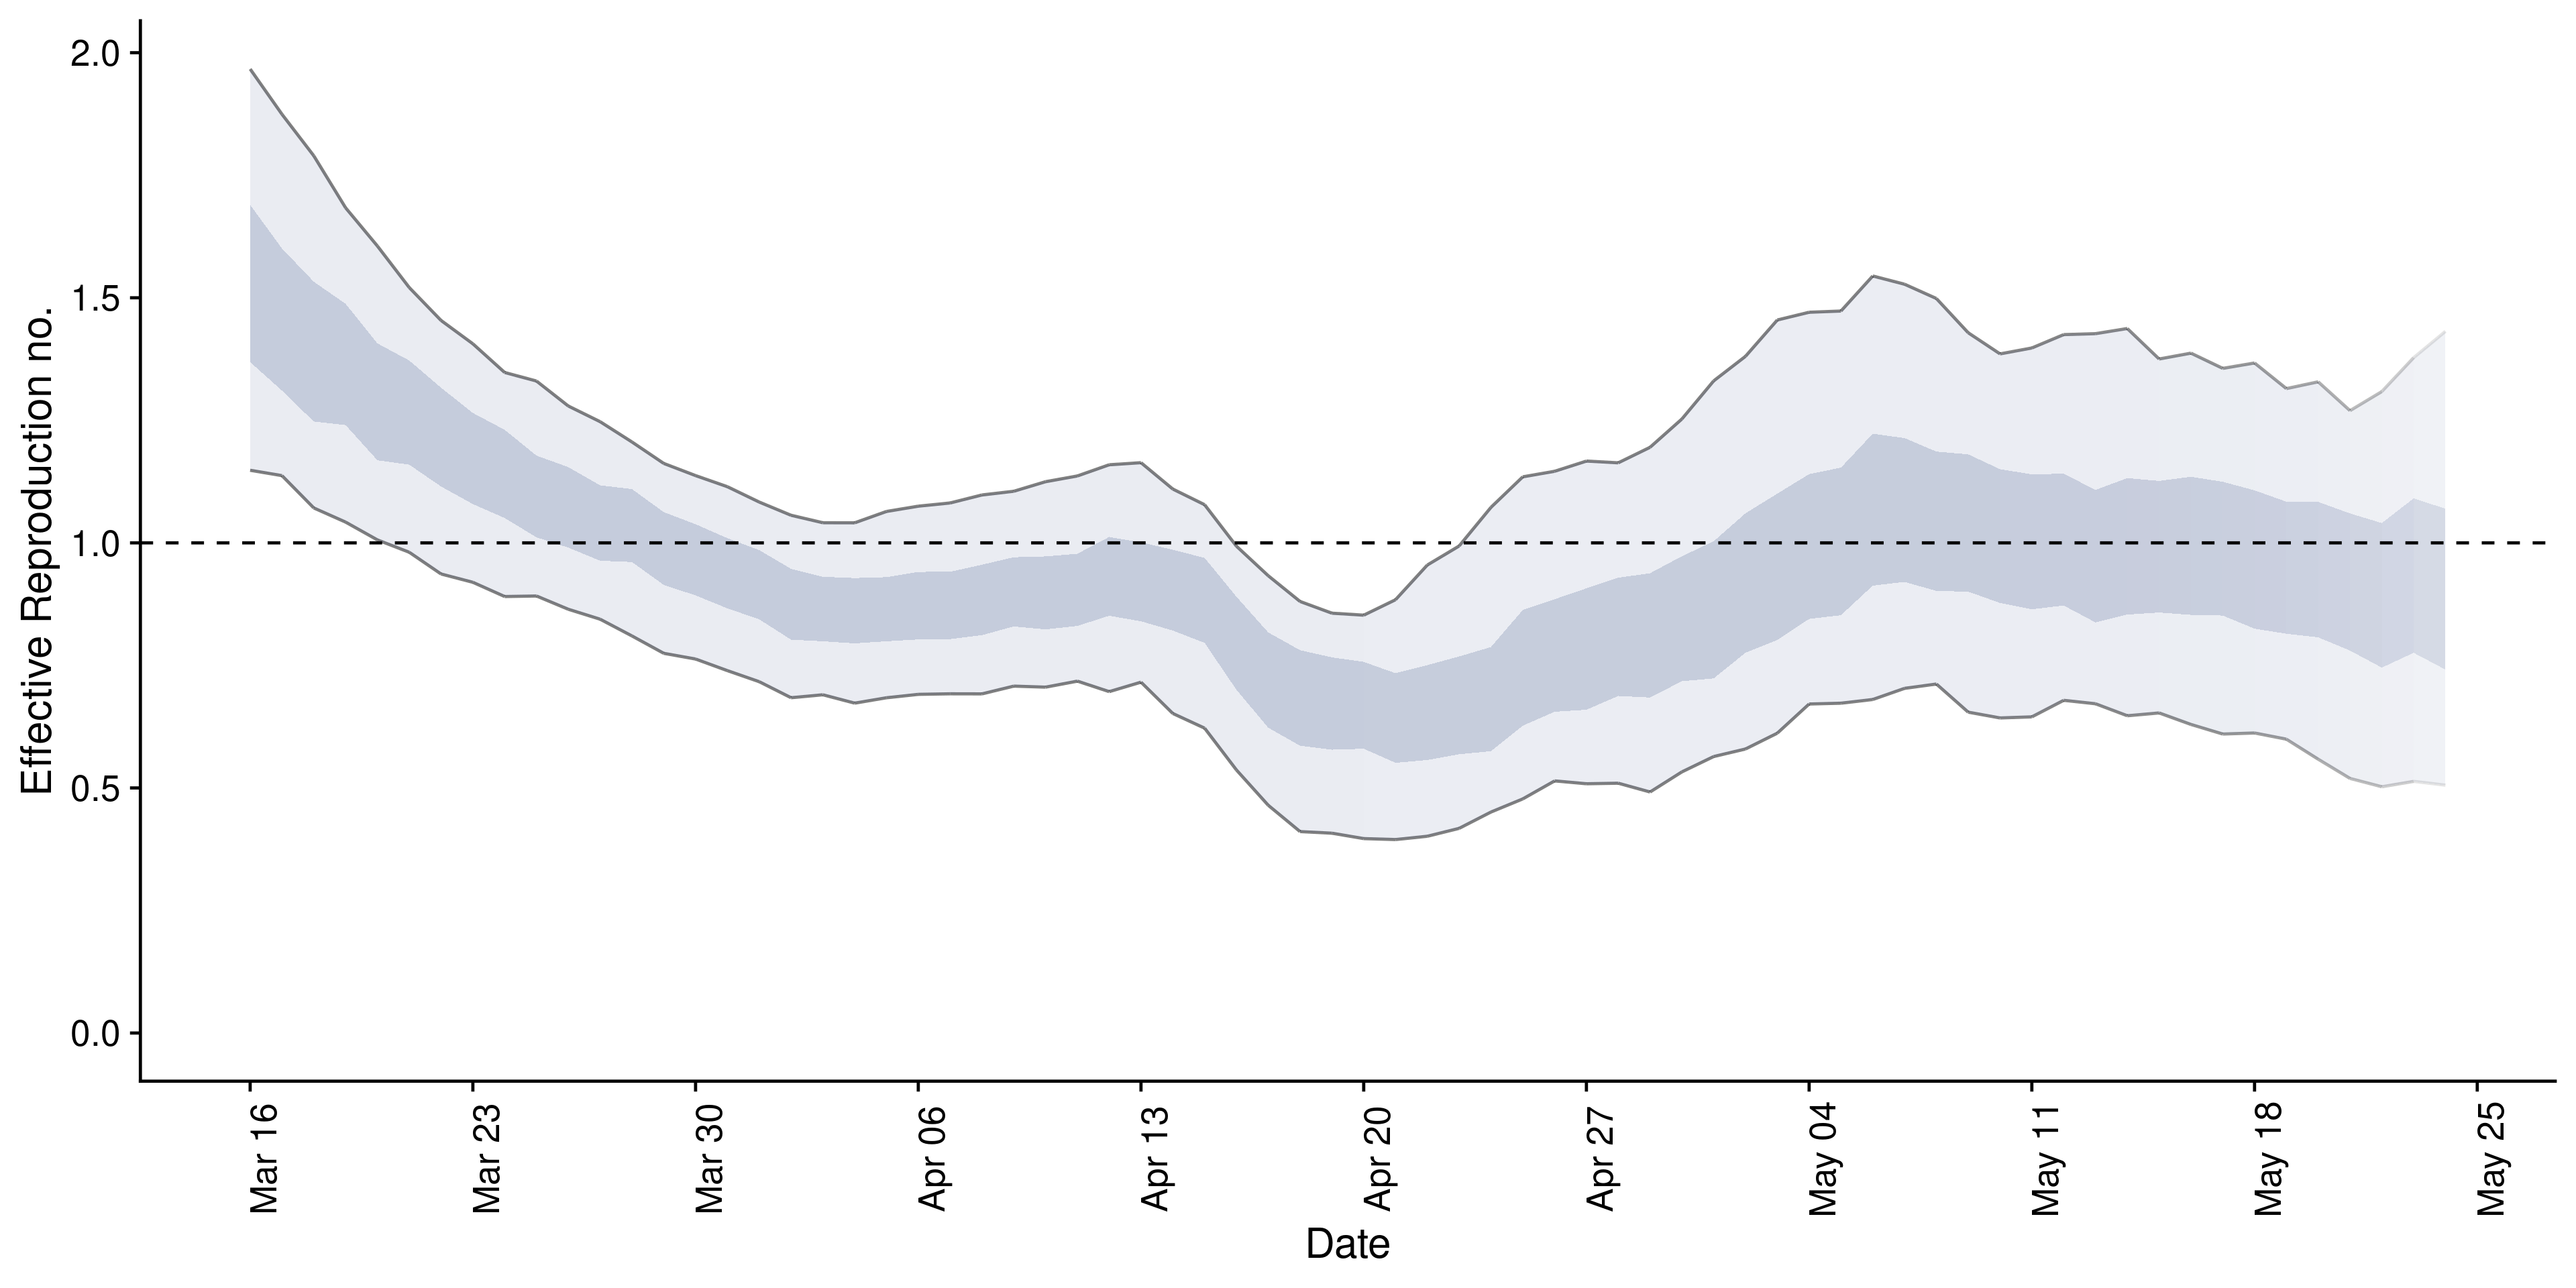 Effective Reproduction no.
2.0
1.5
1.0
0.5
0.0
Mar 16
Mar 23
Mar 30
Apr 06
Apr 13
Apr 20
Apr 27
May 04
May 11
May 18
May 25
Date